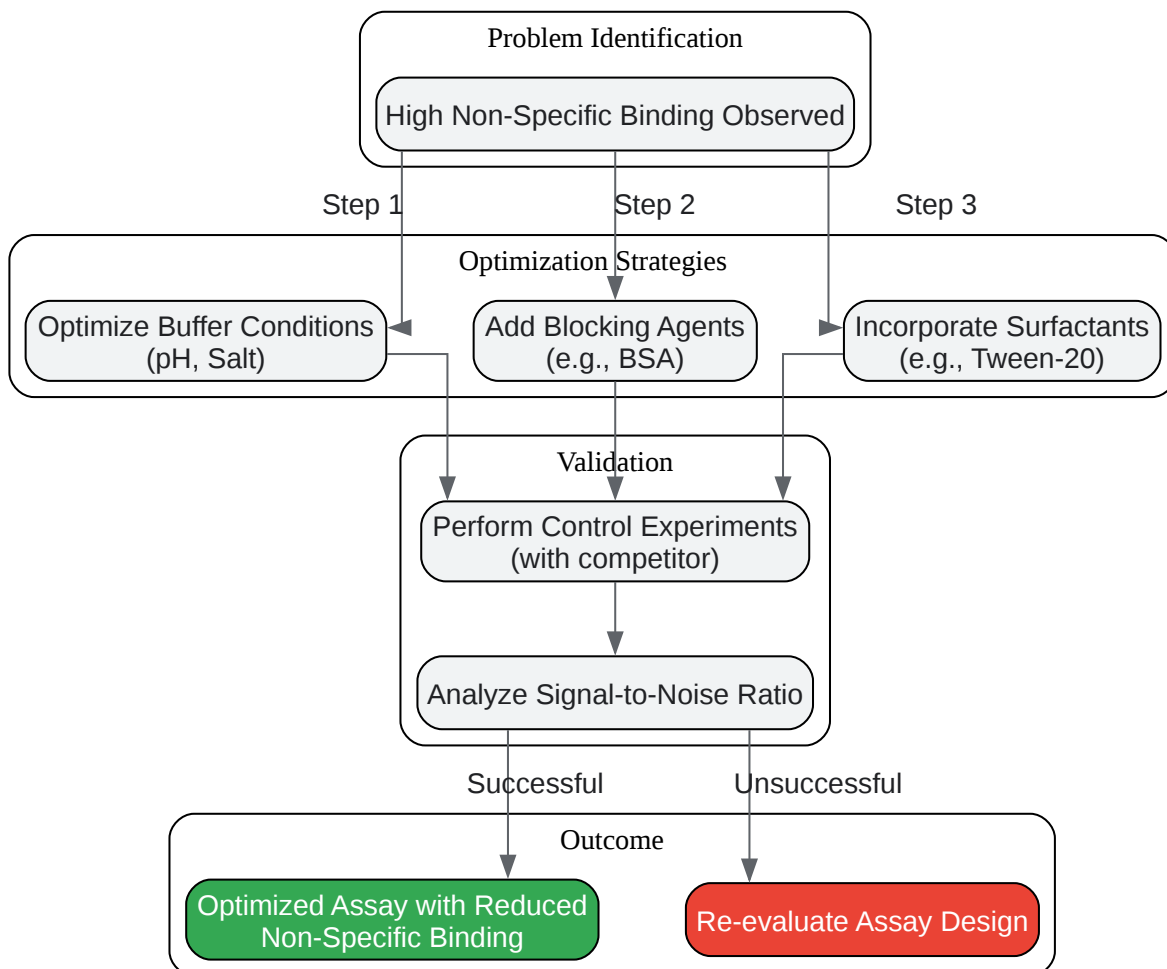 Problem Identification
High Non-Specific Binding Observed
Step 1
Step 2
Step 3
Optimization Strategies
Optimize Buffer Conditions
(pH, Salt)
Add Blocking Agents
(e.g., BSA)
Incorporate Surfactants
(e.g., Tween-20)
Validation
Perform Control Experiments
(with competitor)
Analyze Signal-to-Noise Ratio
Successful
Unsuccessful
Outcome
Optimized Assay with Reduced
Non-Specific Binding
Re-evaluate Assay Design